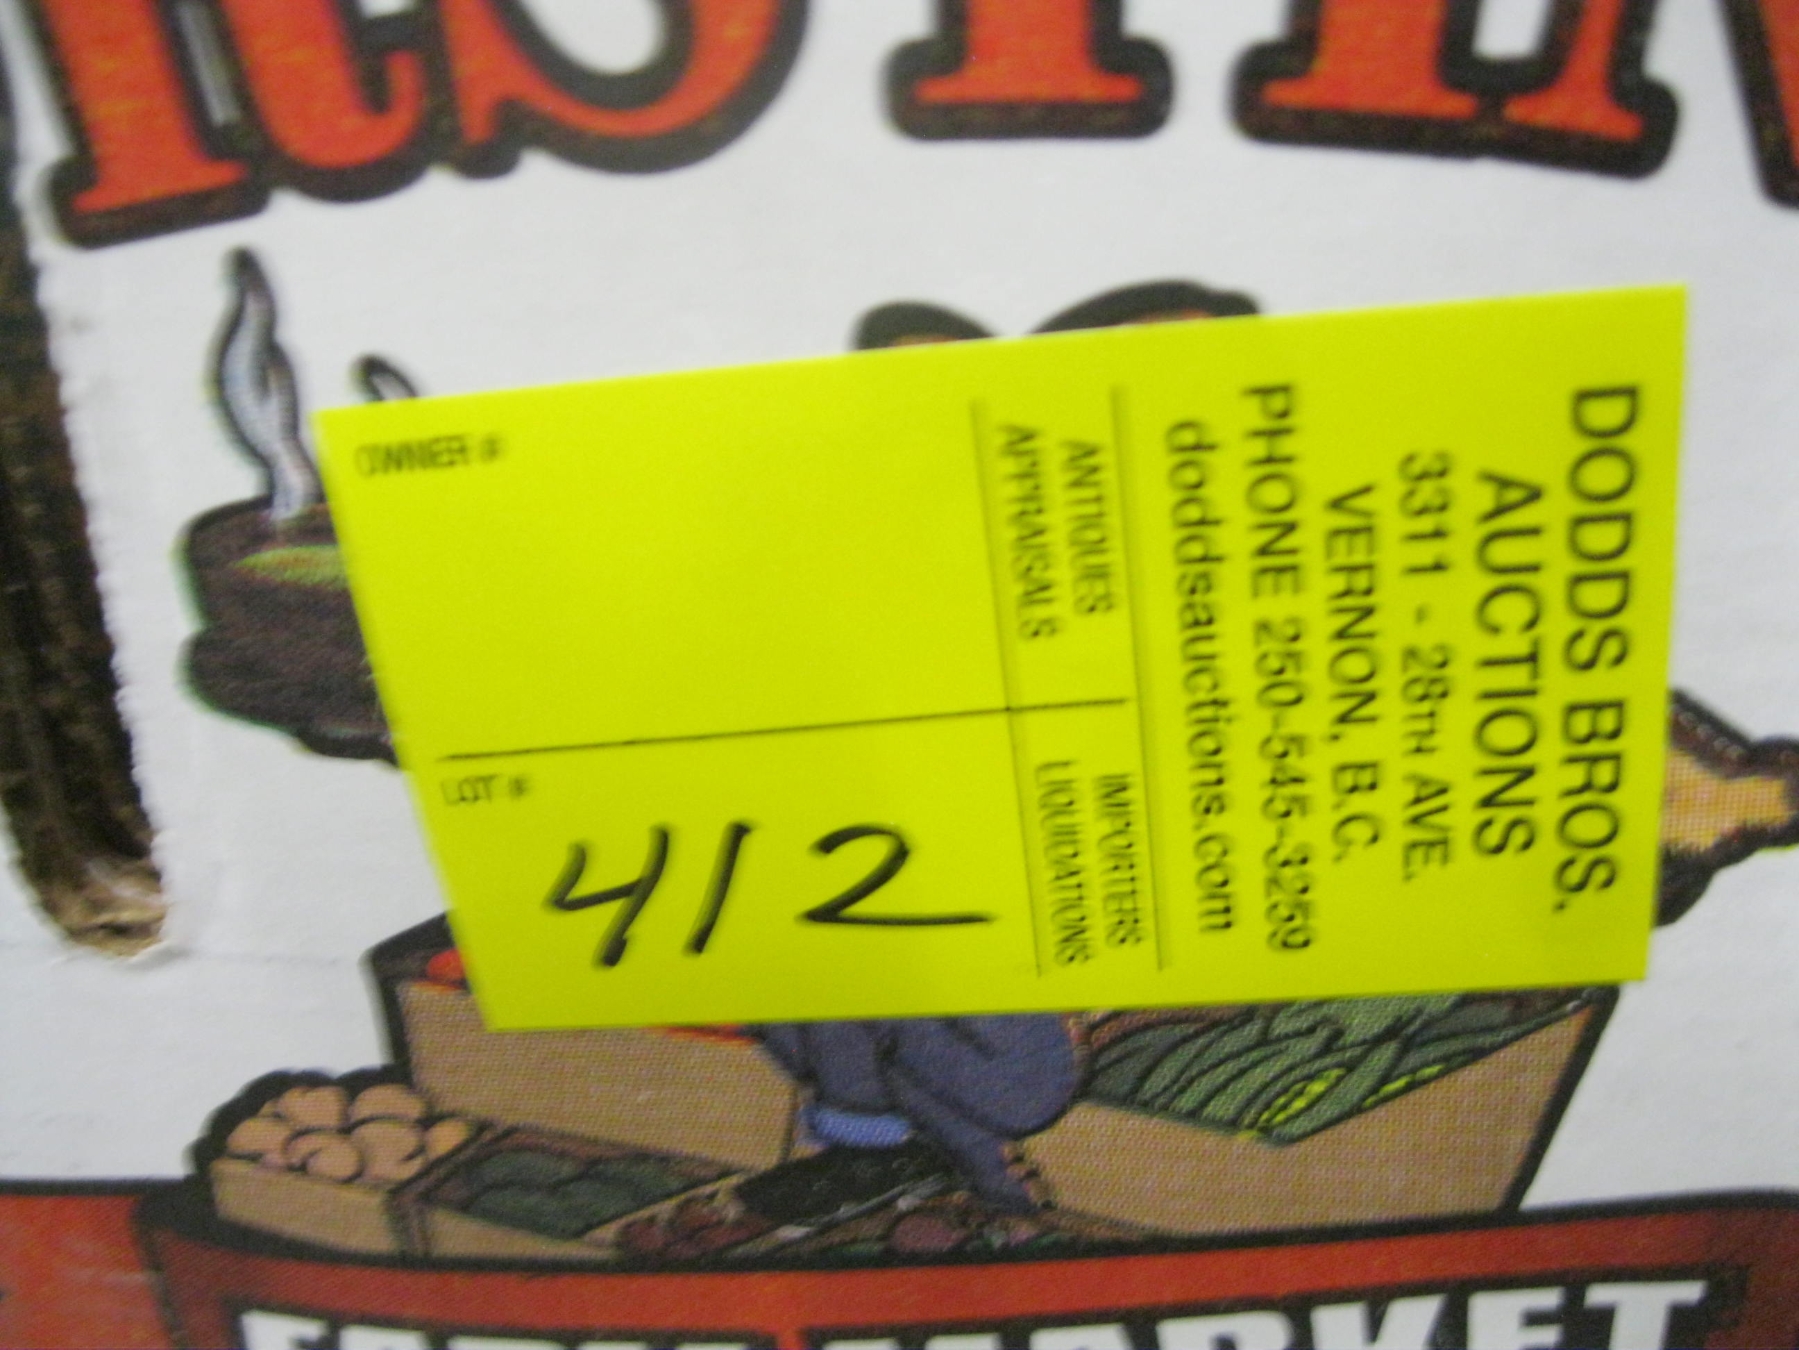 DODDS BROS.
AUCTIONS
3311 - 28TH AVE.
VERNON, B.C.
PHONE 250-545-3259
doddsauctions.com
ANTIQUES
APPRAISALS
IMPORTERS
LIQUIDATIONS
OWNER #
LOT #
412
MARKET